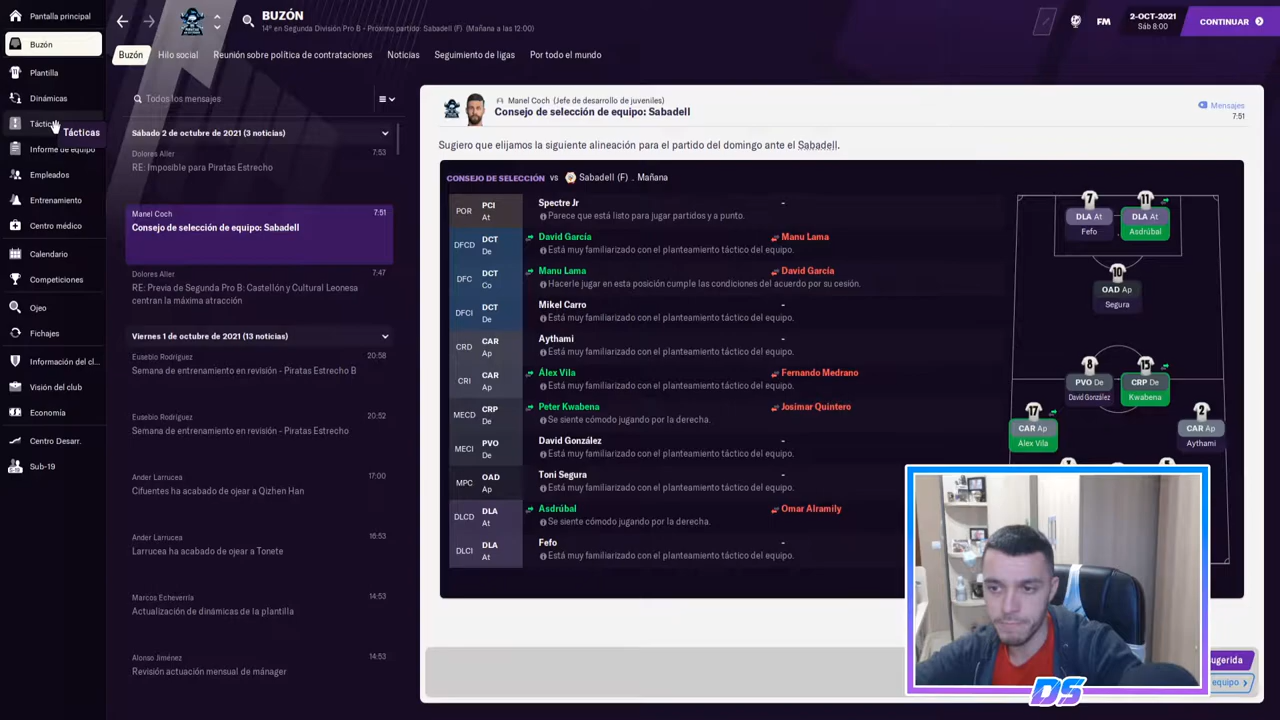 Pantalla principal
Buzón
Plantilla
Dinámicas
Tácticas
Informe de equipo
Empleados
Entrenamiento
Centro médico
Calendario
Competiciones
Ojeo
Fichajes
Información del cl...
Visión del club
Economía
Centro Desarr.
Sub-19
BUZÓN
14º en Segunda División Pro B - Próximo partido: Sabadell (F) (Mañana a las 12:00)
FM
2-OCT-2021
Sáb 8:00
CONTINUAR
Buzón
Hilo social
Reunión sobre política de contrataciones
Noticias
Seguimiento de ligas
Por todo el mundo
Todos los mensajes
Sábado 2 de octubre de 2021 (3 noticias)
Dolores Aller 7:53
RE: Imposible para Piratas Estrecho
Manel Coch 7:51
Consejo de selección de equipo: Sabadell
Dolores Aller 7:47
RE: Previa de Segunda Pro B: Castellón y Cultural Leonesa
centran la máxima atracción
Viernes 1 de octubre de 2021 (13 noticias)
Eusebio Rodríguez 20:58
Semana de entrenamiento en revisión - Piratas Estrecho B
Eusebio Rodríguez 20:52
Semana de entrenamiento en revisión - Piratas Estrecho
Ander Larrucea 17:00
Cifuentes ha acabado de ojear a Qizhen Han
Ander Larrucea 16:53
Larrucea ha acabado de ojear a Tonete
Marcos Echeverría 14:53
Actualización de dinámicas de la plantilla
Alonso Jiménez 14:53
Revisión actuación mensual de mánager
Manel Coch (Jefe de desarrollo de juveniles)
Consejo de selección de equipo: Sabadell
Mensajes
7:51
Sugiero que elijamos la siguiente alineación para el partido del domingo ante el Sabadell.
CONSEJO DE SELECCIÓN vs Sabadell (F) . Mañana
POR PCI At Spectre Jr -
Parece que está listo para jugar partidos y a punto.
DFCD DCT De David García Manu Lama
Está muy familiarizado con el planteamiento táctico del equipo.
DFC DCT Co Manu Lama David García
Hacerle jugar en esta posición cumple las condiciones del acuerdo por su cesión.
DFCI DCT De Mikel Carro -
Está muy familiarizado con el planteamiento táctico del equipo.
CRD CAR Ap Aythami -
Está muy familiarizado con el planteamiento táctico del equipo.
CRI CAR Ap Álex Vila Fernando Medrano
Está muy familiarizado con el planteamiento táctico del equipo.
MECD CRP De Peter Kwabena Josimar Quintero
Se siente cómodo jugando por la derecha.
MECI PVO De David González -
Está muy familiarizado con el planteamiento táctico del equipo.
MPC OAD Ap Toni Segura -
Está muy familiarizado con el planteamiento táctico del equipo.
DLCD DLA At Asdrúbal Omar Alramily
Se siente cómodo jugando por la derecha.
DLCI DLA At Fefo -
Está muy familiarizado con el planteamiento táctico del equipo.
7 11
DLA At DLA At
Fefo Asdrúbal
10
OAD Ap
Segura
8 15
PVO De CRP De
David González Kwabena
17 2
CAR Ap CAR Ap
Álex Vila Aythami
ugerida
equipo
DS